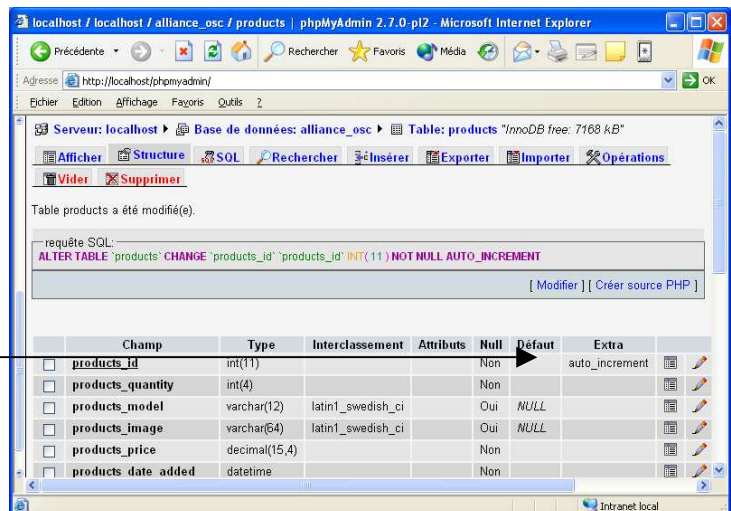 localhost / localhost / alliance_osc / products | phpMyAdmin 2.7.0-pl2 - Microsoft Internet Explorer
Précédente Rechercher Favoris Média
Adresse http://localhost/phpmyadmin/ OK
Fichier Edition Affichage Favoris Outils ?
Serveur: localhost Base de données: alliance_osc Table: products "InnoDB free: 7168 kB"
Afficher Structure SQL Rechercher Insérer Exporter Importer Opérations
Vider Supprimer
Table products a été modifié(e).
requête SQL:
ALTER TABLE `products` CHANGE `products_id` `products_id` INT( 11 ) NOT NULL AUTO_INCREMENT
[ Modifier ] [ Créer source PHP ]
Champ Type Interclassement Attributs Null Défaut Extra
products_id int(11) Non auto_increment
products_quantity int(4) Non
products_model varchar(12) latin1_swedish_ci Oui NULL
products_image varchar(64) latin1_swedish_ci Oui NULL
products_price decimal(15,4) Non
products_date_added datetime Non
Intranet local